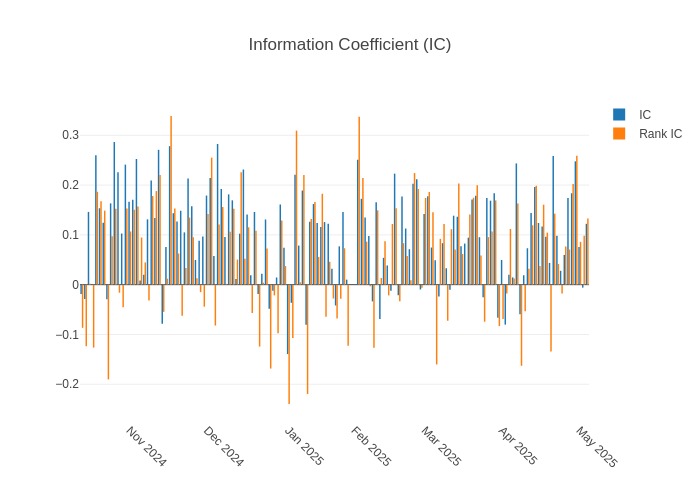 Information Coefficient (IC)
IC
Rank IC
0.3
0.2
0.1
0
−0.1
−0.2
Nov 2024
Dec 2024
Jan 2025
Feb 2025
Mar 2025
Apr 2025
May 2025